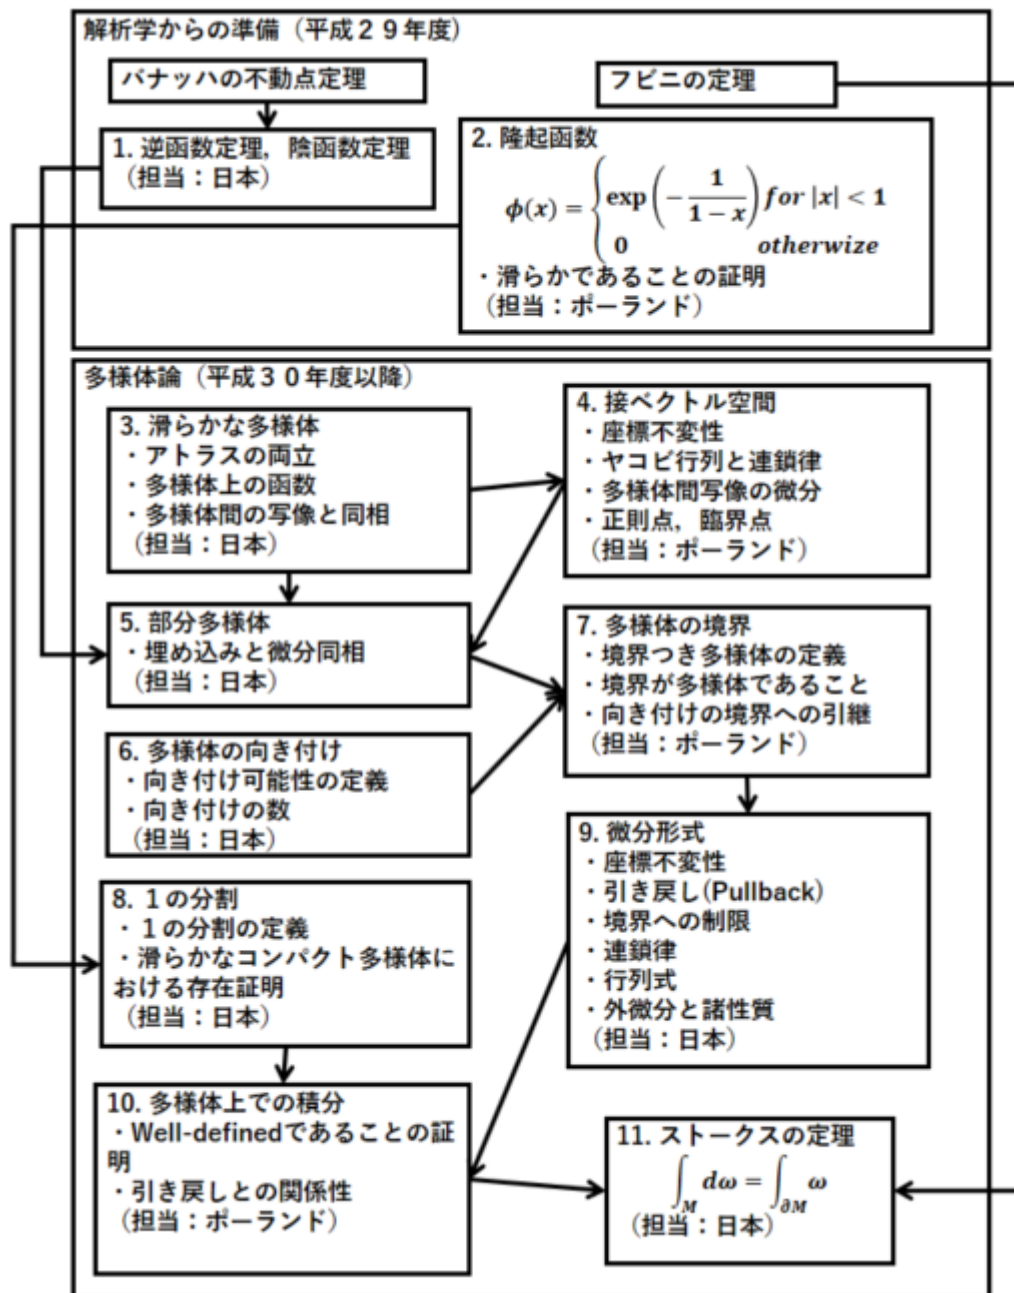 解析学からの準備（平成２９年度）
バナッハの不動点定理
フビニの定理
1. 逆函数定理，陰函数定理
（担当：日本）
2. 隆起函数
ϕ(x) = { exp(−1/(1 − x)) for |x| < 1
0 otherwize
・滑らかであることの証明
（担当：ポーランド）
多様体論（平成３０年度以降）
3. 滑らかな多様体
・アトラスの両立
・多様体上の函数
・多様体間の写像と同相
（担当：日本）
4. 接ベクトル空間
・座標不変性
・ヤコビ行列と連鎖律
・多様体間写像の微分
・正則点，臨界点
（担当：ポーランド）
5. 部分多様体
・埋め込みと微分同相
（担当：日本）
6. 多様体の向き付け
・向き付け可能性の定義
・向き付けの数
（担当：日本）
7. 多様体の境界
・境界つき多様体の定義
・境界が多様体であること
・向き付けの境界への引継
（担当：ポーランド）
8. １の分割
・１の分割の定義
・滑らかなコンパクト多様体に
おける存在証明
（担当：日本）
9. 微分形式
・座標不変性
・引き戻し(Pullback)
・境界への制限
・連鎖律
・行列式
・外微分と諸性質
（担当：日本）
10. 多様体上での積分
・Well-definedであることの証
明
・引き戻しとの関係性
（担当：ポーランド）
11. ストークスの定理
∫_M dω = ∫_∂M ω
（担当：日本）